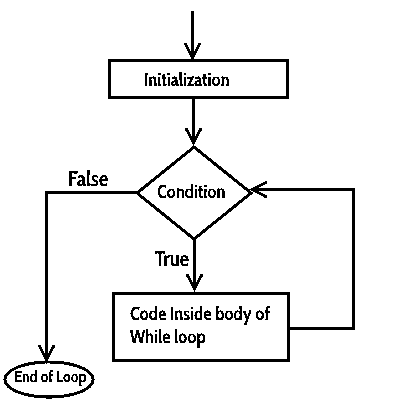 Initialization
False
Condition
True
Code Inside body of
While loop
End of Loop